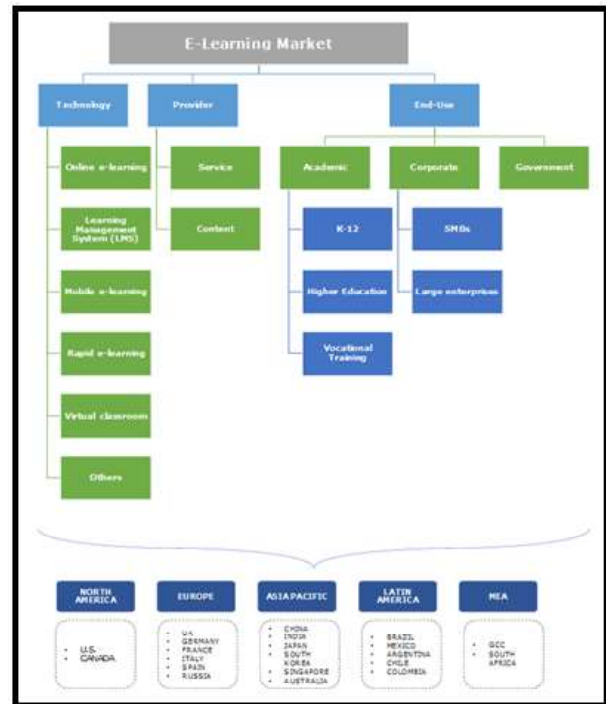 E-Learning Market
Technology
Provider
End-Use
Online e-learning
Service
Academic
Corporate
Government
Learning
Management
System (LMS)
Content
K-12
SMBs
Mobile e-learning
Higher Education
Large enterprises
Rapid e-learning
Vocational
Training
Virtual classroom
Others
NORTH
AMERICA
• U.S.
• CANADA
EUROPE
• UK
• GERMANY
• FRANCE
• ITALY
• SPAIN
• RUSSIA
ASIA PACIFIC
• CHINA
• INDIA
• JAPAN
• SOUTH
KOREA
• SINGAPORE
• AUSTRALIA
LATIN
AMERICA
• BRAZIL
• MEXICO
• ARGENTINA
• CHILE
• COLOMBIA
MEA
• GCC
• SOUTH
AFRICA